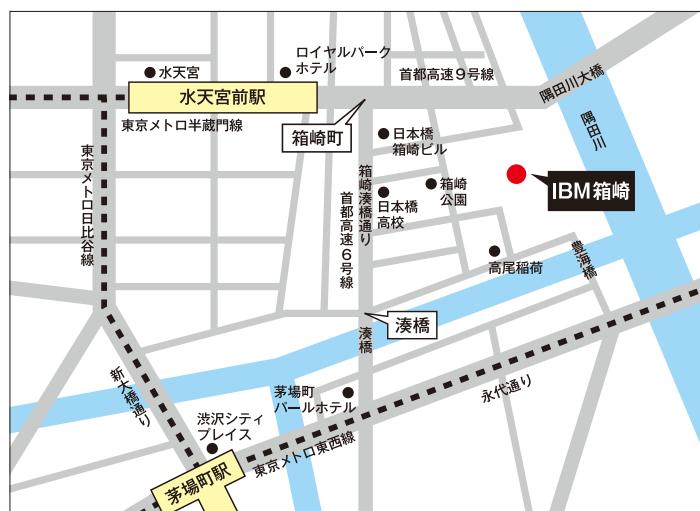 水天宮
ロイヤルパーク
ホテル
首都高速9号線
隅田川大橋
水天宮前駅
東京メトロ半蔵門線
箱崎町
日本橋
箱崎ビル
隅田川
東京メトロ日比谷線
首都高速6号線
箱崎湊橋通り
日本橋
高校
箱崎
公園
IBM箱崎
高尾稲荷
豊海橋
湊橋
湊橋
新大橋通り
茅場町
パールホテル
永代通り
渋沢シティ
プレイス
東京メトロ東西線
茅場町駅